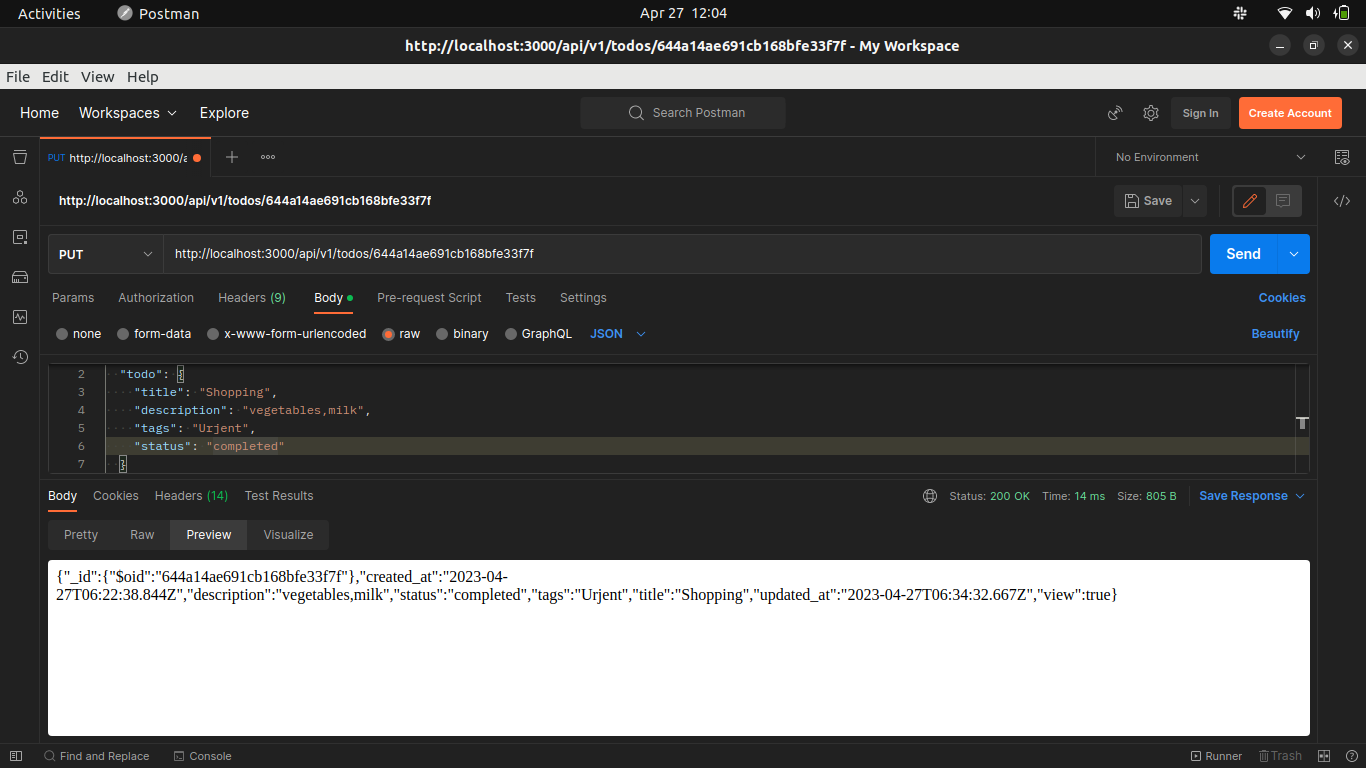 Activities Postman Apr 27 12:04
http://localhost:3000/api/v1/todos/644a14ae691cb168bfe33f7f - My Workspace
File Edit View Help
Home Workspaces Explore Search Postman Sign In Create Account
PUT http://localhost:3000/a No Environment
http://localhost:3000/api/v1/todos/644a14ae691cb168bfe33f7f Save
PUT http://localhost:3000/api/v1/todos/644a14ae691cb168bfe33f7f Send
Params Authorization Headers (9) Body Pre-request Script Tests Settings Cookies
none form-data x-www-form-urlencoded raw binary GraphQL JSON Beautify
2 "todo": {
3 "title": "Shopping",
4 "description": "vegetables,milk",
5 "tags": "Urjent",
6 "status": "completed"
7 }
Body Cookies Headers (14) Test Results Status: 200 OK Time: 14 ms Size: 805 B Save Response
Pretty Raw Preview Visualize
{"_id":{"$oid":"644a14ae691cb168bfe33f7f"},"created_at":"2023-04-
27T06:22:38.844Z","description":"vegetables,milk","status":"completed","tags":"Urjent","title":"Shopping","updated_at":"2023-04-27T06:34:32.667Z","view":true}
Find and Replace Console Runner Trash